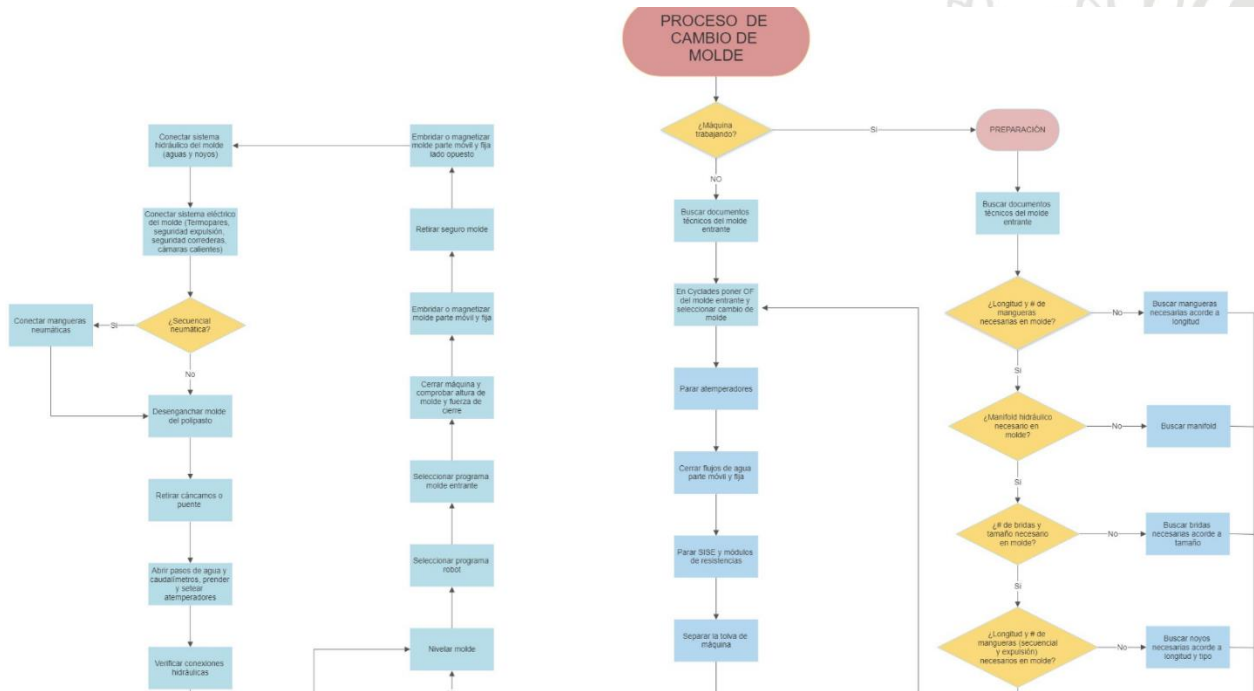 PROCESO DE
CAMBIO DE
MOLDE
¿Máquina
trabajando?
Si
PREPARACIÓN
NO
Buscar documentos
técnicos del molde
entrante
Buscar documentos
técnicos del molde
entrante
En Cyclades poner OF
del molde entrante y
seleccionar cambio de
molde
¿Longitud y # de
mangueras
necesarias en molde?
No
Buscar mangueras
necesarias acorde a
longitud
Si
Parar atemperadores
¿Manifold hidráulico
necesario en
molde?
No
Buscar manifold
Si
Cerrar flujos de agua
parte móvil y fija
¿# de bridas y
tamaño necesario
en molde?
No
Buscar bridas
necesarias acorde a
tamaño
Si
Parar SISE y módulos
de resistencias
Separar la tolva de
máquina
¿Longitud y # de
mangueras (secuencial
y expulsión)
necesarios en molde?
No
Buscar noyos
necesarias acorde a
longitud y tipo
Nivelar molde
Seleccionar programa
robot
Seleccionar programa
molde entrante
Cerrar máquina y
comprobar altura de
molde y fuerza de
cierre
Embridar o magnetizar
molde parte móvil y fija
Retirar seguro molde
Embridar o magnetizar
molde parte móvil y fija
lado opuesto
Conectar sistema
hidráulico del molde
(aguas y noyos)
Conectar sistema eléctrico
del molde (Termopares,
seguridad expulsión,
seguridad correderas,
cámaras calientes)
¿Secuencial
neumática?
Si
Conectar mangueras
neumáticas
No
Desenganchar molde
del polipasto
Retirar cáncamos o
puente
Abrir pasos de agua y
caudalímetros, prender
y setear
atemperadores
Verificar conexiones
hidráulicas